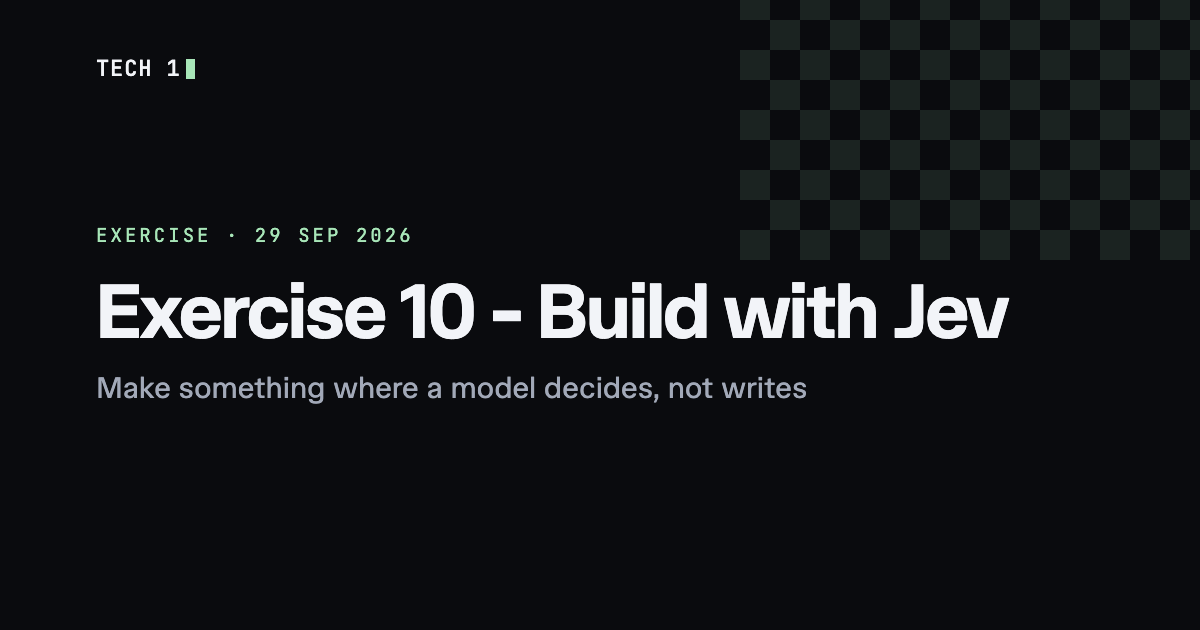 TECH 1
EXERCISE · 29 SEP 2026
Exercise 10 - Build with Jev
Make something where a model decides, not writes